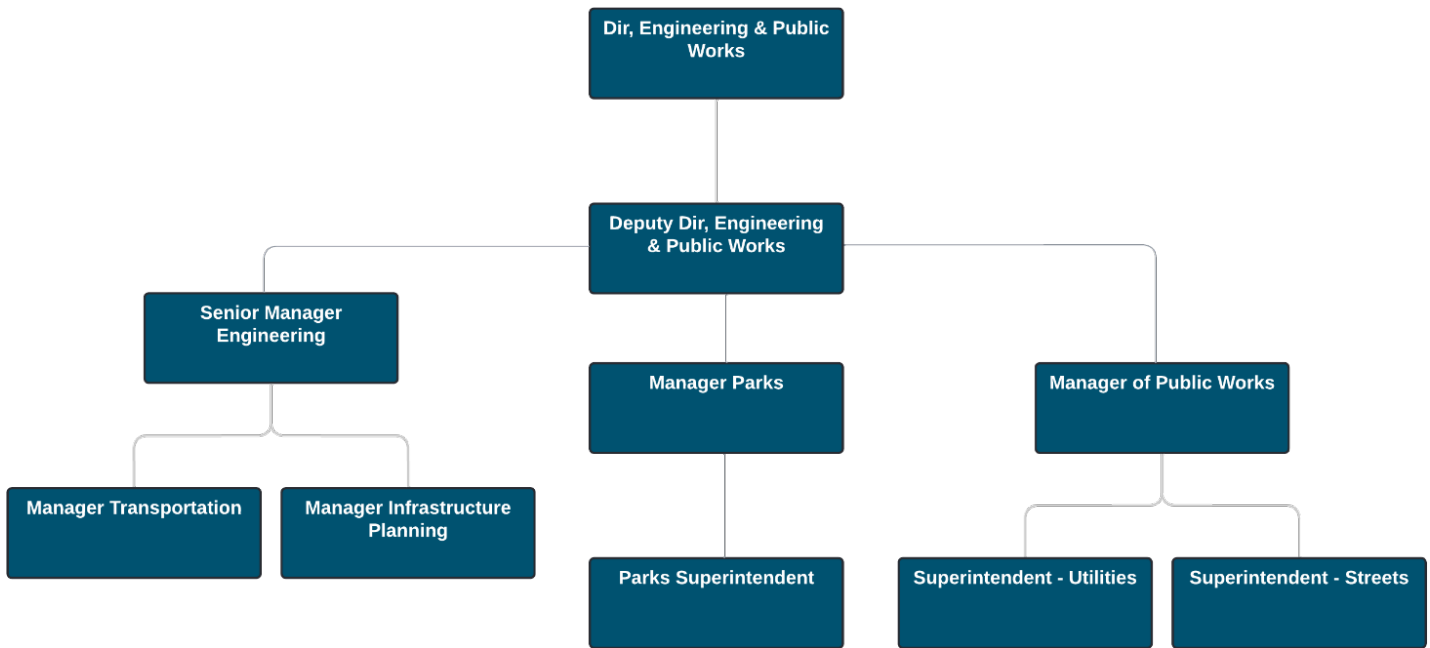 Dir, Engineering & Public
Works
Deputy Dir, Engineering
& Public Works
Senior Manager
Engineering
Manager Parks
Manager of Public Works
Manager Transportation
Manager Infrastructure
Planning
Parks Superintendent
Superintendent - Utilities
Superintendent - Streets